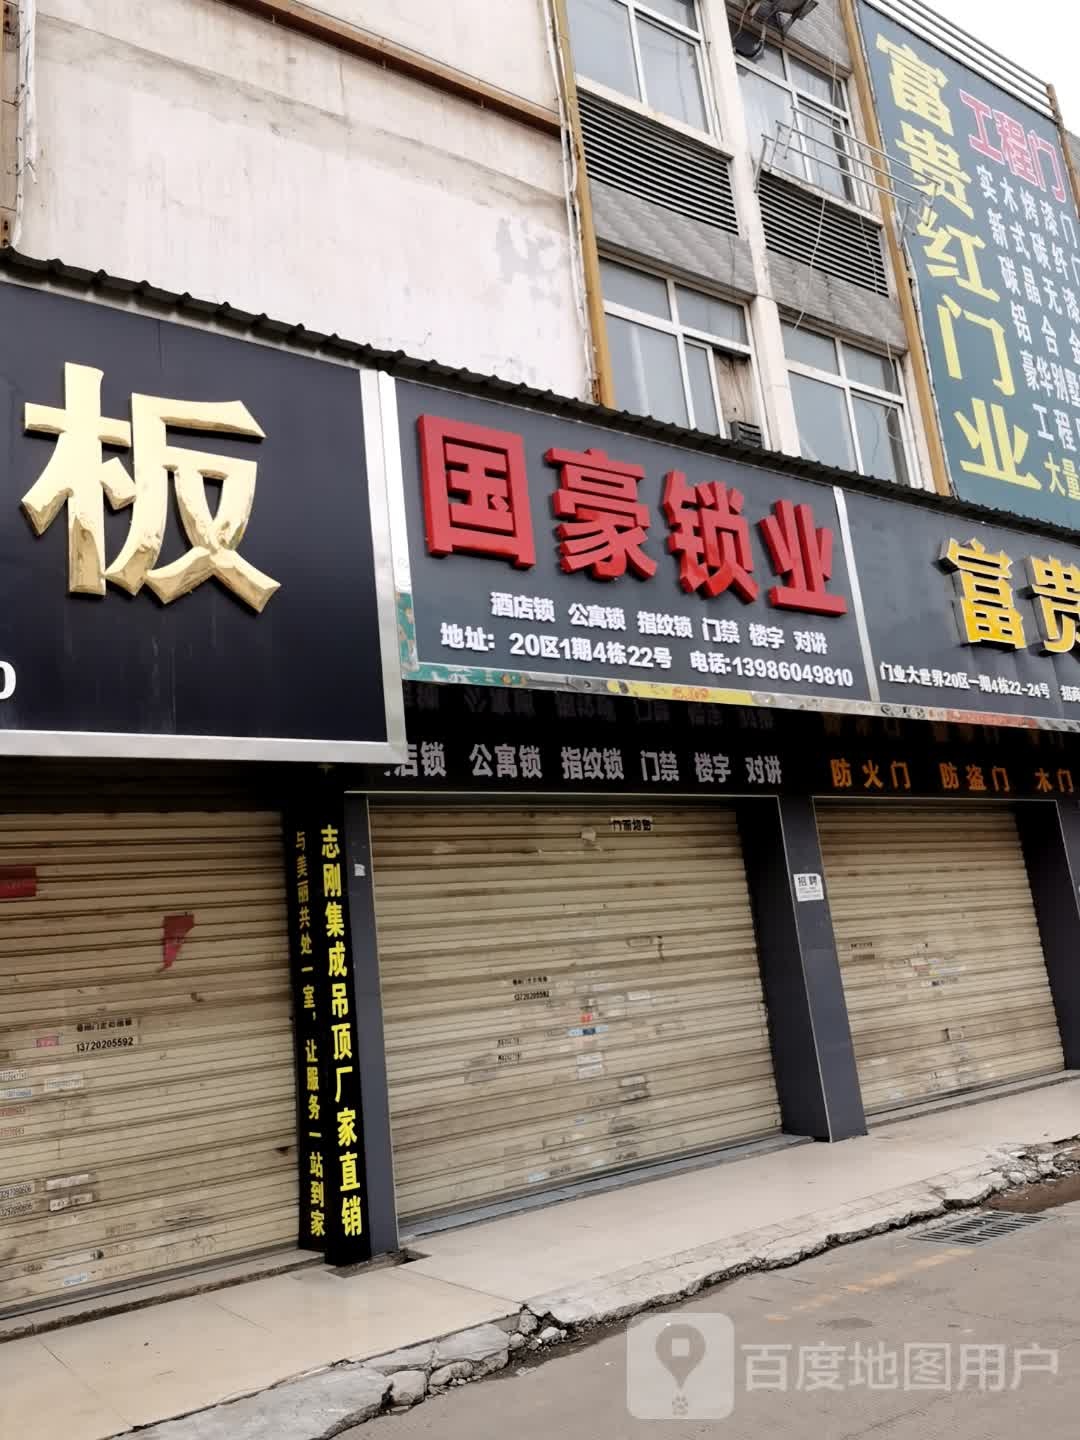 富贵红门业
工程门
实木烤漆门
新式碳纤门
碳晶无漆
铝合金
豪华别墅
工程
大量
板
0
国豪锁业
酒店锁 公寓锁 指纹锁 门禁 楼宇 对讲
地址: 20区1期4栋22号 电话:13986049810
富贵
门业大世界20区一期4栋22-24号 招商
店锁 公寓锁 指纹锁 门禁 楼宇 对讲
防火门 防盗门 木门
志刚集成吊顶厂家直销
与美丽共处一室，让服务一站到家
招聘
13720205592
13720205592
百度地图用户